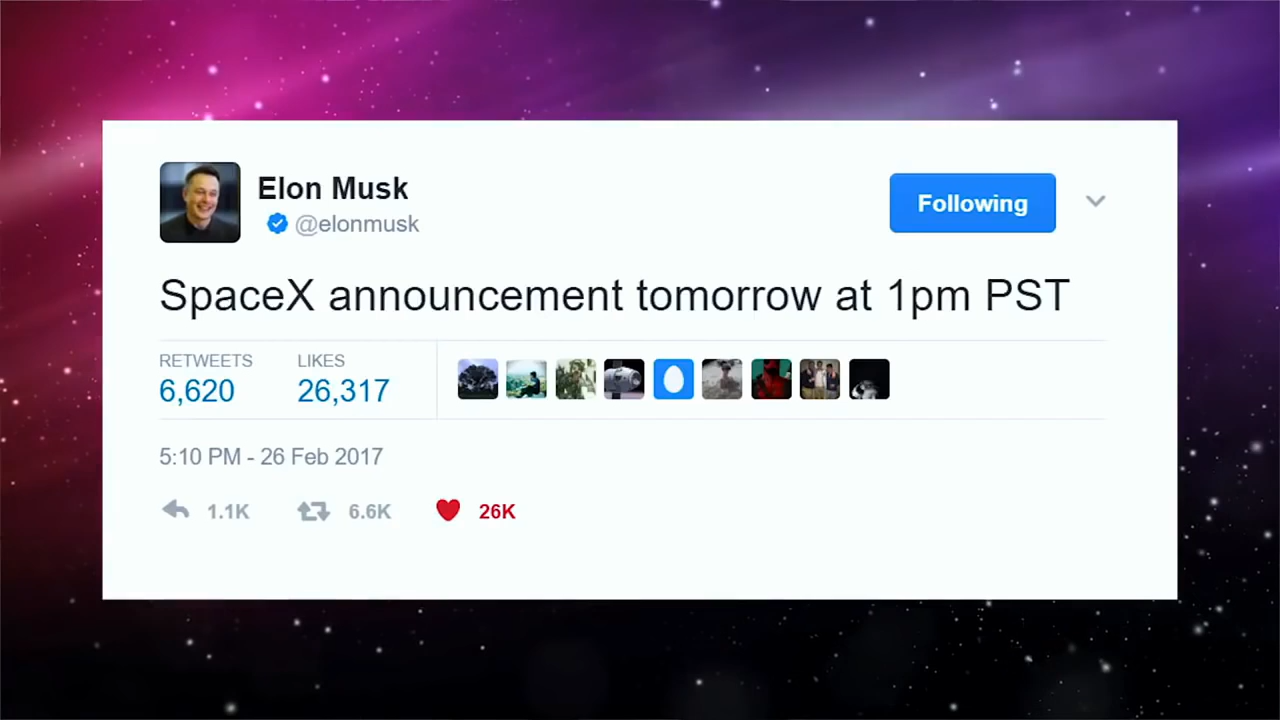 Elon Musk
@elonmusk
Following
SpaceX announcement tomorrow at 1pm PST
RETWEETS LIKES
6,620 26,317
5:10 PM - 26 Feb 2017
1.1K 6.6K 26K